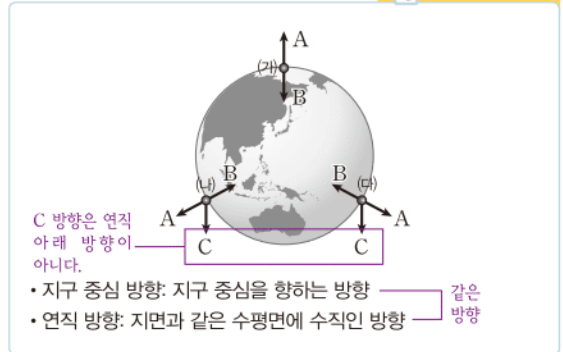 A
(가)
B
B
(나)
A
C
B
(다)
A
C
C 방향은 연직
아래 방향이
아니다.
• 지구 중심 방향: 지구 중심을 향하는 방향
• 연직 방향: 지면과 같은 수평면에 수직인 방향
같은
방향